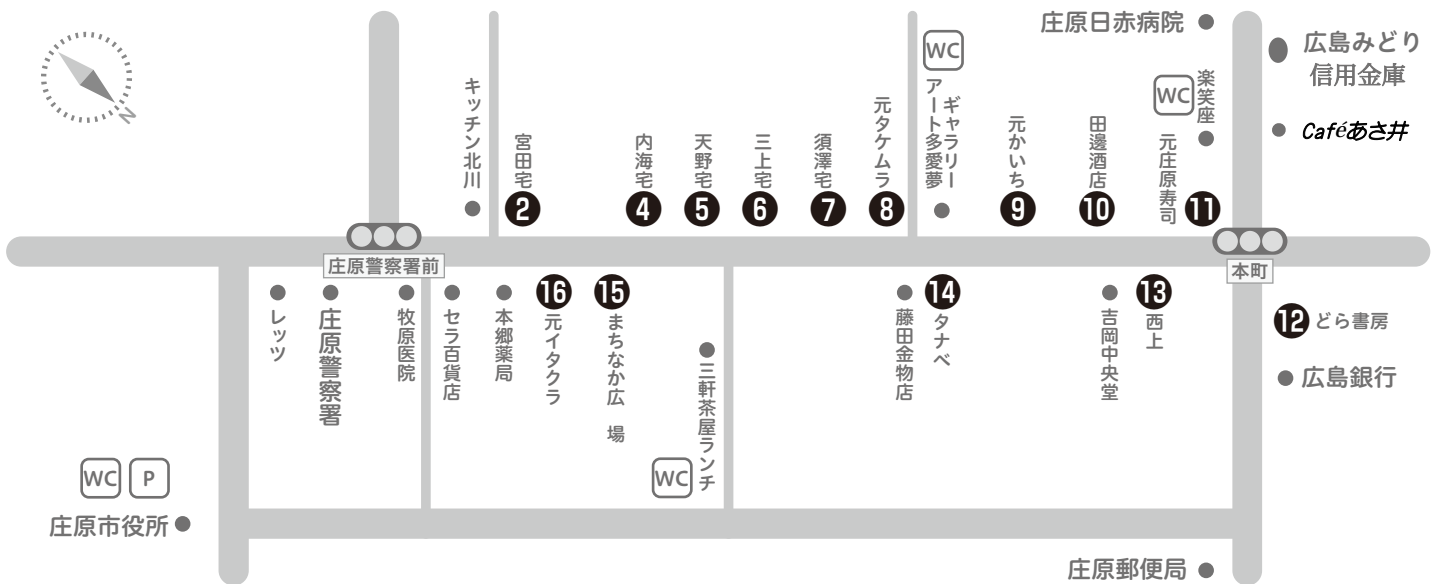 庄原日赤病院
広島みどり
信用金庫
Caféあさ井
WC
WC
楽笑座
キッチン北川
宮田宅
2
内海宅
4
天野宅
5
三上宅
6
須澤宅
7
元タケムラ
8
ギャラリー
アート多愛夢
元かいち
9
田邊酒店
10
元庄原寿司
11
N
庄原警察署前
本町
レッツ
庄原警察署
牧原医院
セラ百貨店
本郷薬局
16
元イタクラ
15
まちなか広 場
三軒茶屋ランチ
WC
藤田金物店
14
タナベ
吉岡中央堂
13
西上
12 どら書房
広島銀行
WC P
庄原市役所
庄原郵便局